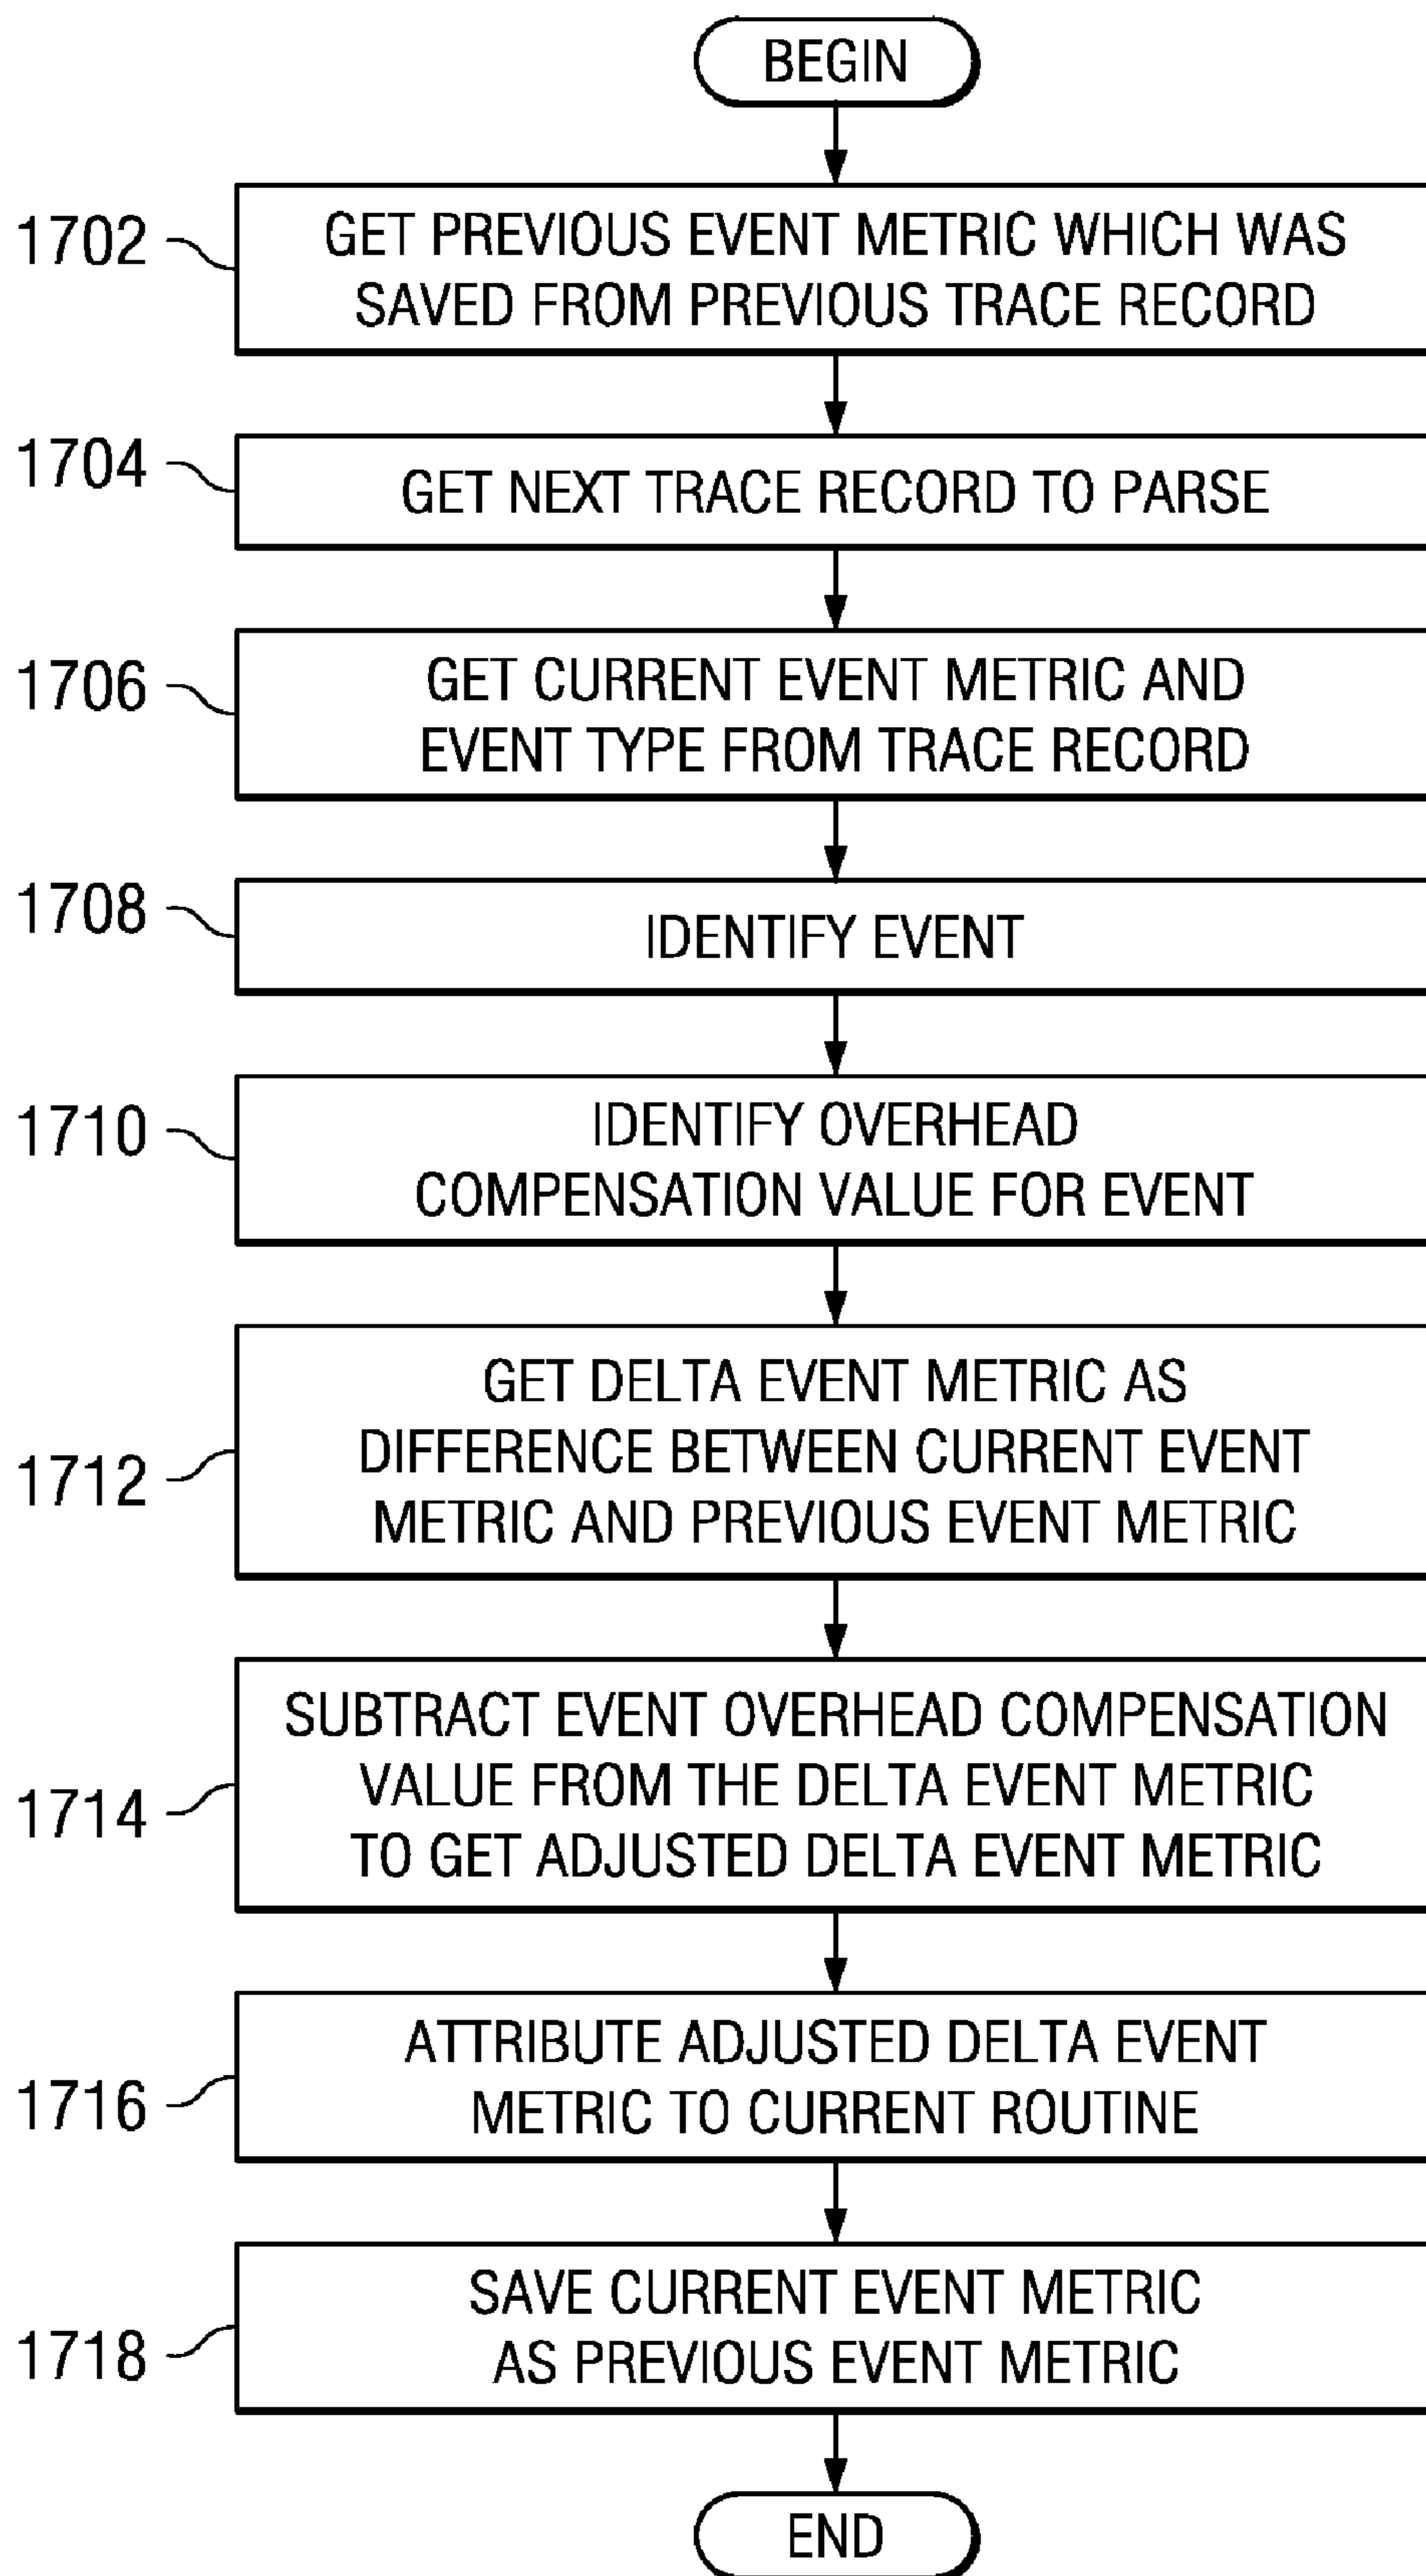 BEGIN
1702
GET PREVIOUS EVENT METRIC WHICH WAS
SAVED FROM PREVIOUS TRACE RECORD
1704
GET NEXT TRACE RECORD TO PARSE
1706
GET CURRENT EVENT METRIC AND
EVENT TYPE FROM TRACE RECORD
1708
IDENTIFY EVENT
1710
IDENTIFY OVERHEAD
COMPENSATION VALUE FOR EVENT
1712
GET DELTA EVENT METRIC AS
DIFFERENCE BETWEEN CURRENT EVENT
METRIC AND PREVIOUS EVENT METRIC
1714
SUBTRACT EVENT OVERHEAD COMPENSATION
VALUE FROM THE DELTA EVENT METRIC
TO GET ADJUSTED DELTA EVENT METRIC
1716
ATTRIBUTE ADJUSTED DELTA EVENT
METRIC TO CURRENT ROUTINE
1718
SAVE CURRENT EVENT METRIC
AS PREVIOUS EVENT METRIC
END